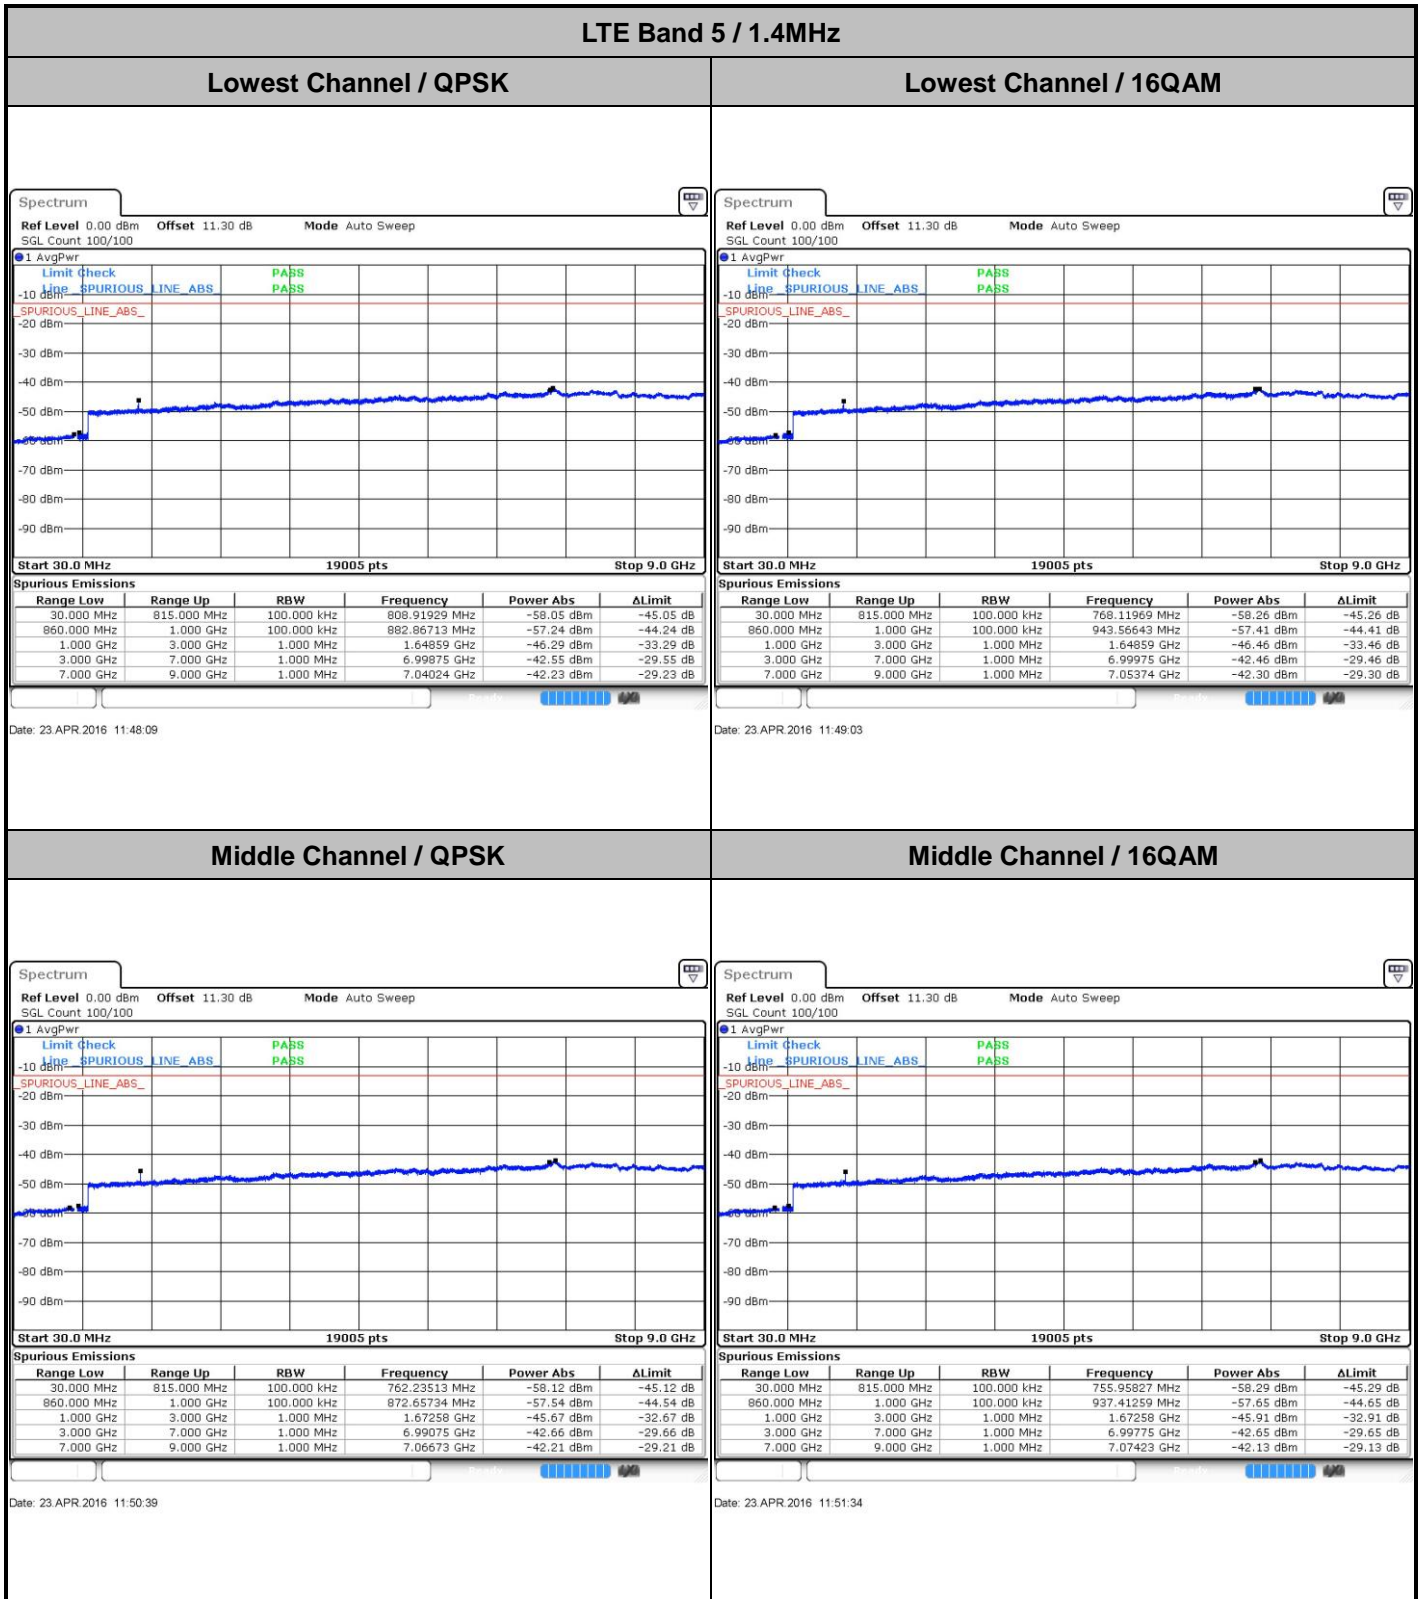 LTE Band 5 / 1.4MHz
Lowest Channel / QPSK
Lowest Channel / 16QAM
Spectrum
Ref Level 0.00 dBm Offset 11.30 dB Mode Auto Sweep
SGL Count 100/100
1 AvgPwr
Limit Check PASS
Line _SPURIOUS_LINE_ABS_ PASS
-10 dBm
_SPURIOUS_LINE_ABS_
-20 dBm
-30 dBm
-40 dBm
-50 dBm
-60 dBm
-70 dBm
-80 dBm
-90 dBm
Start 30.0 MHz 19005 pts Stop 9.0 GHz
Spurious Emissions
Range Low Range Up RBW Frequency Power Abs ΔLimit
30.000 MHz 815.000 MHz 100.000 kHz 808.91929 MHz -58.05 dBm -45.05 dB
860.000 MHz 1.000 GHz 100.000 kHz 882.86713 MHz -57.24 dBm -44.24 dB
1.000 GHz 3.000 GHz 1.000 MHz 1.64859 GHz -46.29 dBm -33.29 dB
3.000 GHz 7.000 GHz 1.000 MHz 6.99875 GHz -42.55 dBm -29.55 dB
7.000 GHz 9.000 GHz 1.000 MHz 7.04024 GHz -42.23 dBm -29.23 dB
Date: 23.APR.2016 11:48:09
Spectrum
Ref Level 0.00 dBm Offset 11.30 dB Mode Auto Sweep
SGL Count 100/100
1 AvgPwr
Limit Check PASS
Line _SPURIOUS_LINE_ABS_ PASS
-10 dBm
_SPURIOUS_LINE_ABS_
-20 dBm
-30 dBm
-40 dBm
-50 dBm
-60 dBm
-70 dBm
-80 dBm
-90 dBm
Start 30.0 MHz 19005 pts Stop 9.0 GHz
Spurious Emissions
Range Low Range Up RBW Frequency Power Abs ΔLimit
30.000 MHz 815.000 MHz 100.000 kHz 768.11969 MHz -58.26 dBm -45.26 dB
860.000 MHz 1.000 GHz 100.000 kHz 943.56643 MHz -57.41 dBm -44.41 dB
1.000 GHz 3.000 GHz 1.000 MHz 1.64859 GHz -46.46 dBm -33.46 dB
3.000 GHz 7.000 GHz 1.000 MHz 6.99975 GHz -42.46 dBm -29.46 dB
7.000 GHz 9.000 GHz 1.000 MHz 7.05374 GHz -42.30 dBm -29.30 dB
Date: 23.APR.2016 11:49:03
Middle Channel / QPSK
Middle Channel / 16QAM
Spectrum
Ref Level 0.00 dBm Offset 11.30 dB Mode Auto Sweep
SGL Count 100/100
1 AvgPwr
Limit Check PASS
Line _SPURIOUS_LINE_ABS_ PASS
-10 dBm
_SPURIOUS_LINE_ABS_
-20 dBm
-30 dBm
-40 dBm
-50 dBm
-60 dBm
-70 dBm
-80 dBm
-90 dBm
Start 30.0 MHz 19005 pts Stop 9.0 GHz
Spurious Emissions
Range Low Range Up RBW Frequency Power Abs ΔLimit
30.000 MHz 815.000 MHz 100.000 kHz 762.23513 MHz -58.12 dBm -45.12 dB
860.000 MHz 1.000 GHz 100.000 kHz 872.65734 MHz -57.54 dBm -44.54 dB
1.000 GHz 3.000 GHz 1.000 MHz 1.67258 GHz -45.67 dBm -32.67 dB
3.000 GHz 7.000 GHz 1.000 MHz 6.99075 GHz -42.66 dBm -29.66 dB
7.000 GHz 9.000 GHz 1.000 MHz 7.06673 GHz -42.21 dBm -29.21 dB
Date: 23.APR.2016 11:50:39
Spectrum
Ref Level 0.00 dBm Offset 11.30 dB Mode Auto Sweep
SGL Count 100/100
1 AvgPwr
Limit Check PASS
Line _SPURIOUS_LINE_ABS_ PASS
-10 dBm
_SPURIOUS_LINE_ABS_
-20 dBm
-30 dBm
-40 dBm
-50 dBm
-60 dBm
-70 dBm
-80 dBm
-90 dBm
Start 30.0 MHz 19005 pts Stop 9.0 GHz
Spurious Emissions
Range Low Range Up RBW Frequency Power Abs ΔLimit
30.000 MHz 815.000 MHz 100.000 kHz 755.95827 MHz -58.29 dBm -45.29 dB
860.000 MHz 1.000 GHz 100.000 kHz 937.41259 MHz -57.65 dBm -44.65 dB
1.000 GHz 3.000 GHz 1.000 MHz 1.67258 GHz -45.91 dBm -32.91 dB
3.000 GHz 7.000 GHz 1.000 MHz 6.99775 GHz -42.65 dBm -29.65 dB
7.000 GHz 9.000 GHz 1.000 MHz 7.07423 GHz -42.13 dBm -29.13 dB
Date: 23.APR.2016 11:51:34